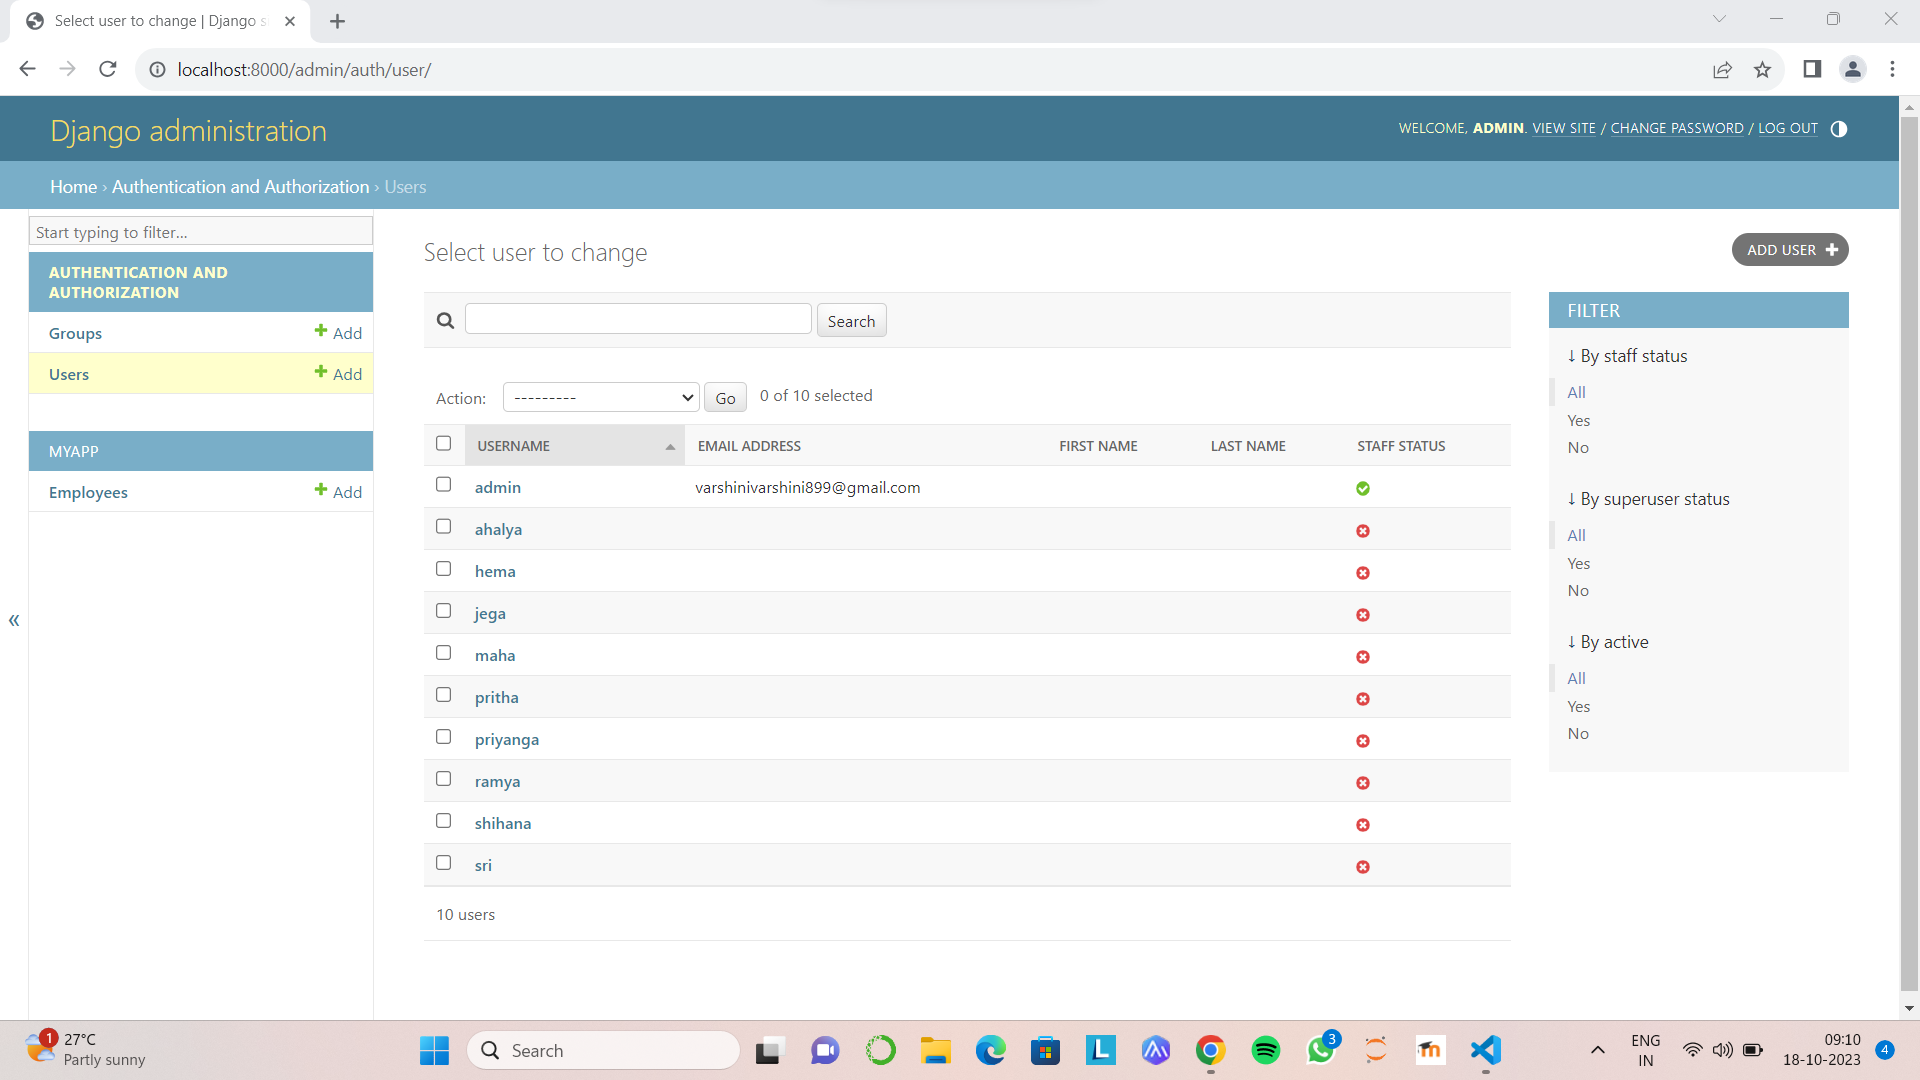 Select user to change | Django s
localhost:8000/admin/auth/user/
Django administration
WELCOME, ADMIN. VIEW SITE / CHANGE PASSWORD / LOG OUT
Home › Authentication and Authorization › Users
Start typing to filter...
AUTHENTICATION AND
AUTHORIZATION
Groups
Add
Users
Add
MYAPP
Employees
Add
«
Select user to change
ADD USER
Search
Action:
---------
Go
0 of 10 selected
USERNAME
EMAIL ADDRESS
FIRST NAME
LAST NAME
STAFF STATUS
admin
varshinivarshini899@gmail.com
ahalya
hema
jega
maha
pritha
priyanga
ramya
shihana
sri
10 users
FILTER
↓ By staff status
All
Yes
No
↓ By superuser status
All
Yes
No
↓ By active
All
Yes
No
1
27°C
Partly sunny
Search
L
3
m
ENG
IN
09:10
18-10-2023
4